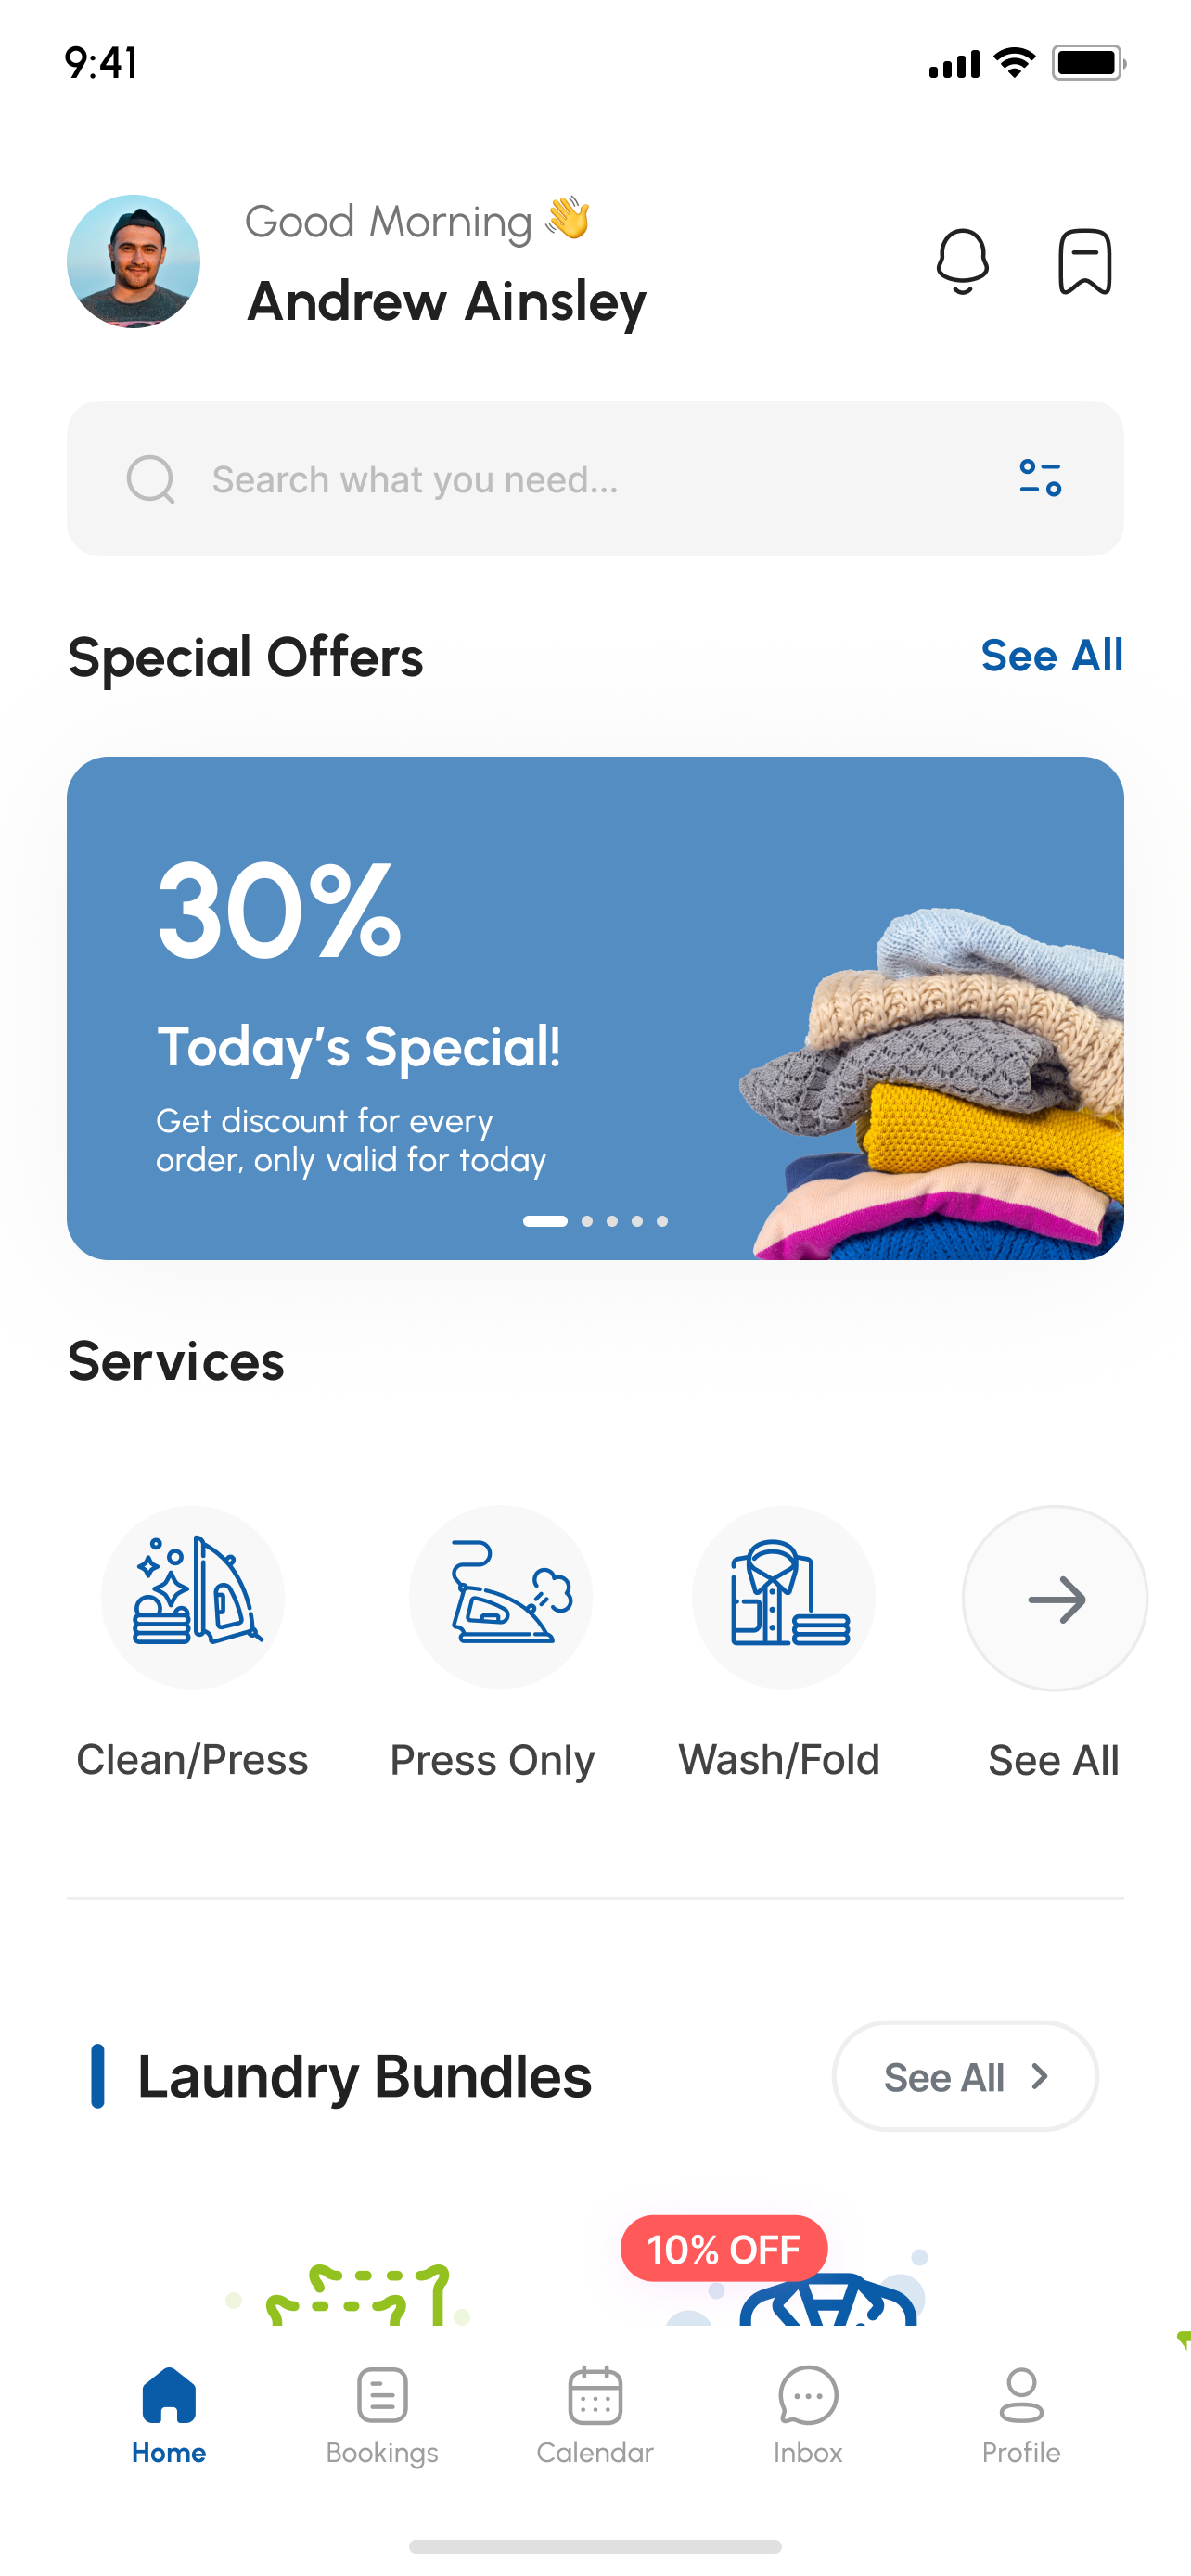 9:41
Good Morning 👋
Andrew Ainsley
Search what you need...
Special Offers
See All
30%
Today's Special!
Get discount for every
order, only valid for today
Services
Clean/Press
Press Only
Wash/Fold
See All
Laundry Bundles
See All
10% OFF
Home
Bookings
Calendar
Inbox
Profile